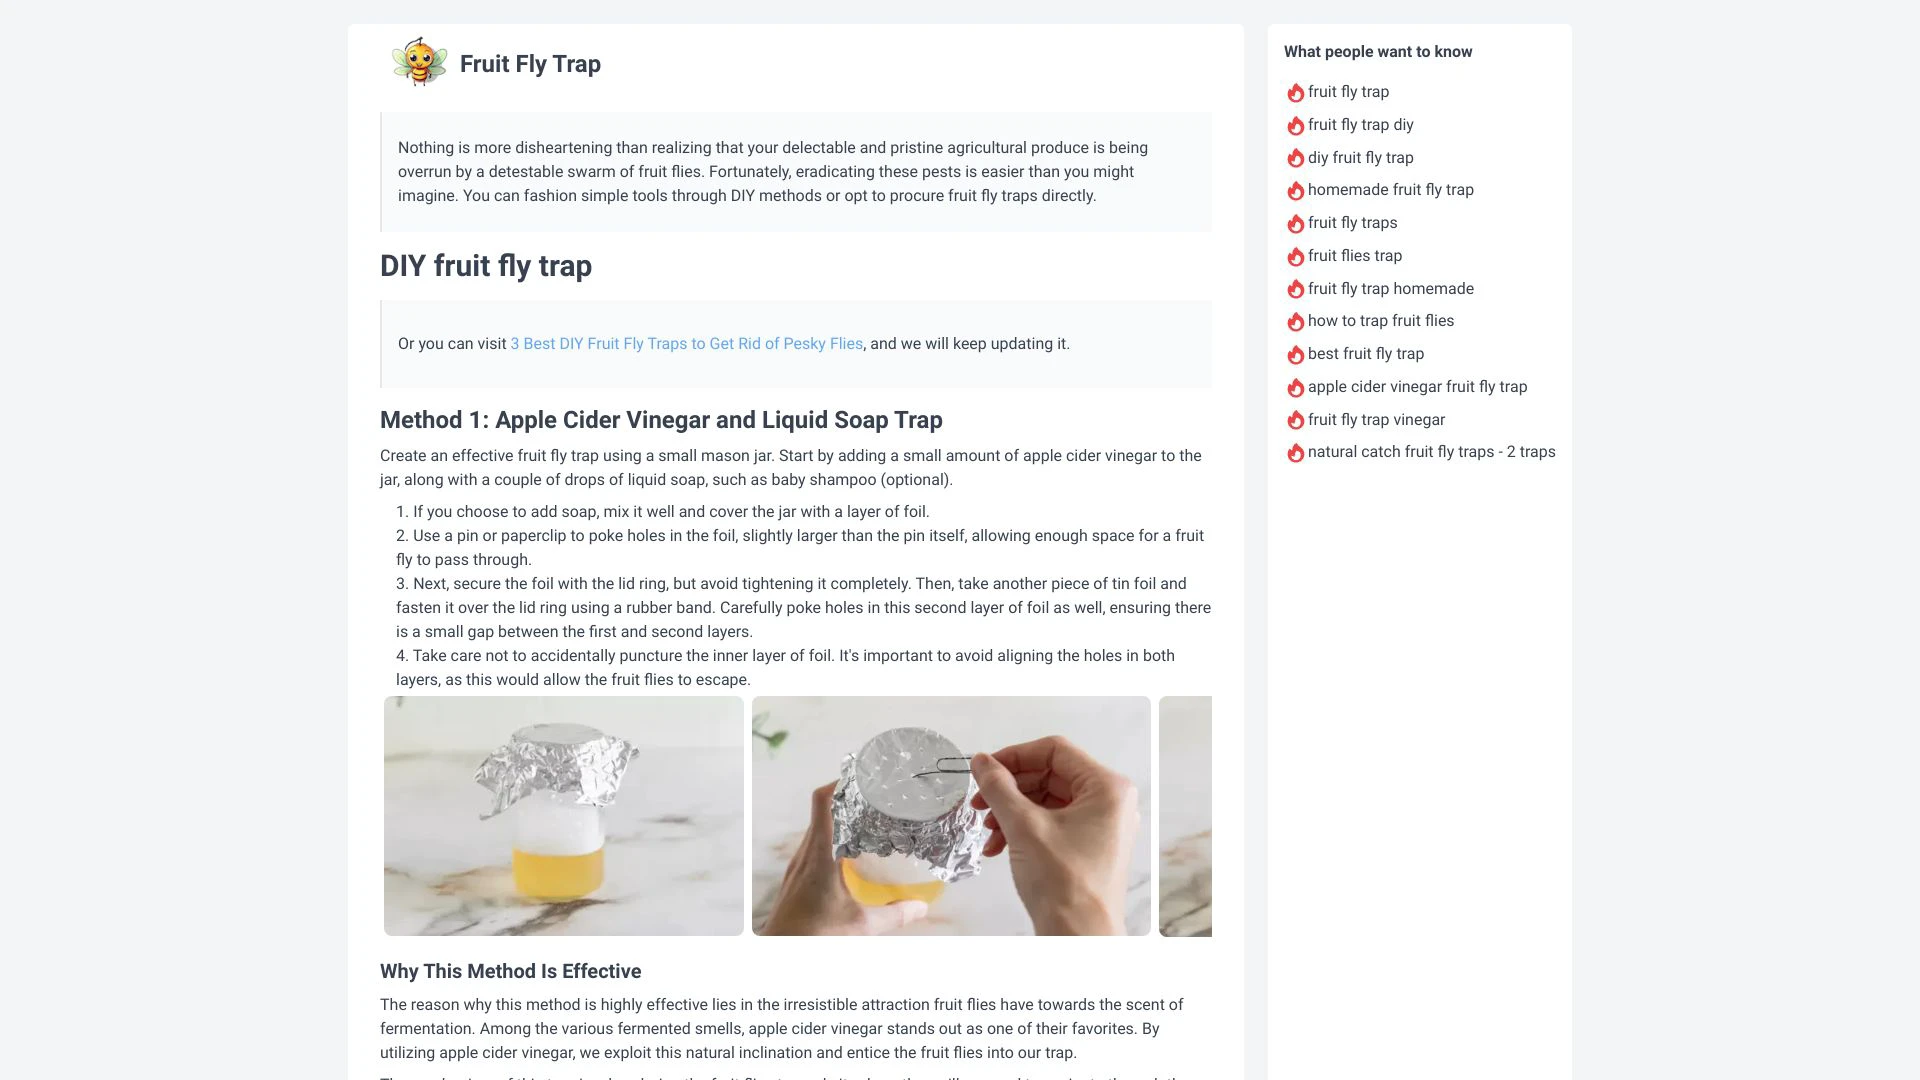 Fruit Fly Trap
Nothing is more disheartening than realizing that your delectable and pristine agricultural produce is being
overrun by a detestable swarm of fruit flies. Fortunately, eradicating these pests is easier than you might
imagine. You can fashion simple tools through DIY methods or opt to procure fruit fly traps directly.
DIY fruit fly trap
Or you can visit 3 Best DIY Fruit Fly Traps to Get Rid of Pesky Flies, and we will keep updating it.
Method 1: Apple Cider Vinegar and Liquid Soap Trap
Create an effective fruit fly trap using a small mason jar. Start by adding a small amount of apple cider vinegar to the
jar, along with a couple of drops of liquid soap, such as baby shampoo (optional).
1. If you choose to add soap, mix it well and cover the jar with a layer of foil.
2. Use a pin or paperclip to poke holes in the foil, slightly larger than the pin itself, allowing enough space for a fruit
fly to pass through.
3. Next, secure the foil with the lid ring, but avoid tightening it completely. Then, take another piece of tin foil and
fasten it over the lid ring using a rubber band. Carefully poke holes in this second layer of foil as well, ensuring there
is a small gap between the first and second layers.
4. Take care not to accidentally puncture the inner layer of foil. It's important to avoid aligning the holes in both
layers, as this would allow the fruit flies to escape.
Why This Method Is Effective
The reason why this method is highly effective lies in the irresistible attraction fruit flies have towards the scent of
fermentation. Among the various fermented smells, apple cider vinegar stands out as one of their favorites. By
utilizing apple cider vinegar, we exploit this natural inclination and entice the fruit flies into our trap.
What people want to know
fruit fly trap
fruit fly trap diy
diy fruit fly trap
homemade fruit fly trap
fruit fly traps
fruit flies trap
fruit fly trap homemade
how to trap fruit flies
best fruit fly trap
apple cider vinegar fruit fly trap
fruit fly trap vinegar
natural catch fruit fly traps - 2 traps